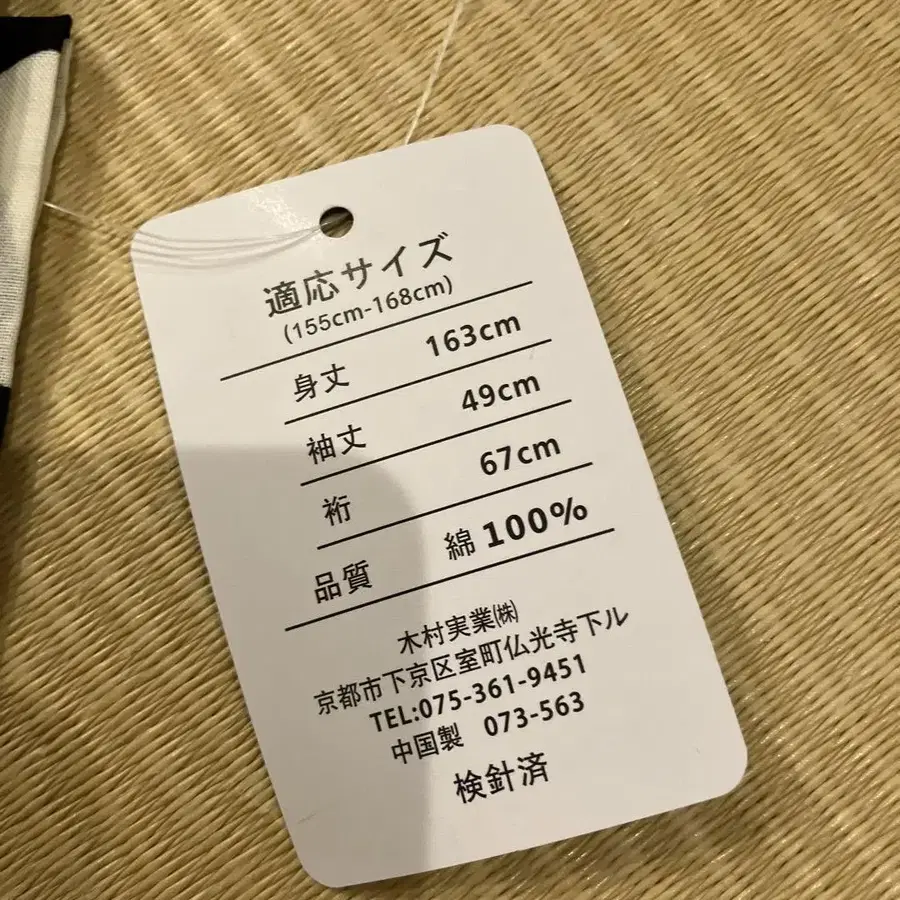 適応サイズ
(155cm-168cm)
身丈 163cm
袖丈 49cm
裄 67cm
品質 綿 100%
木村実業㈱
京都市下京区室町仏光寺下ル
TEL:075-361-9451
中国製 073-563
検針済